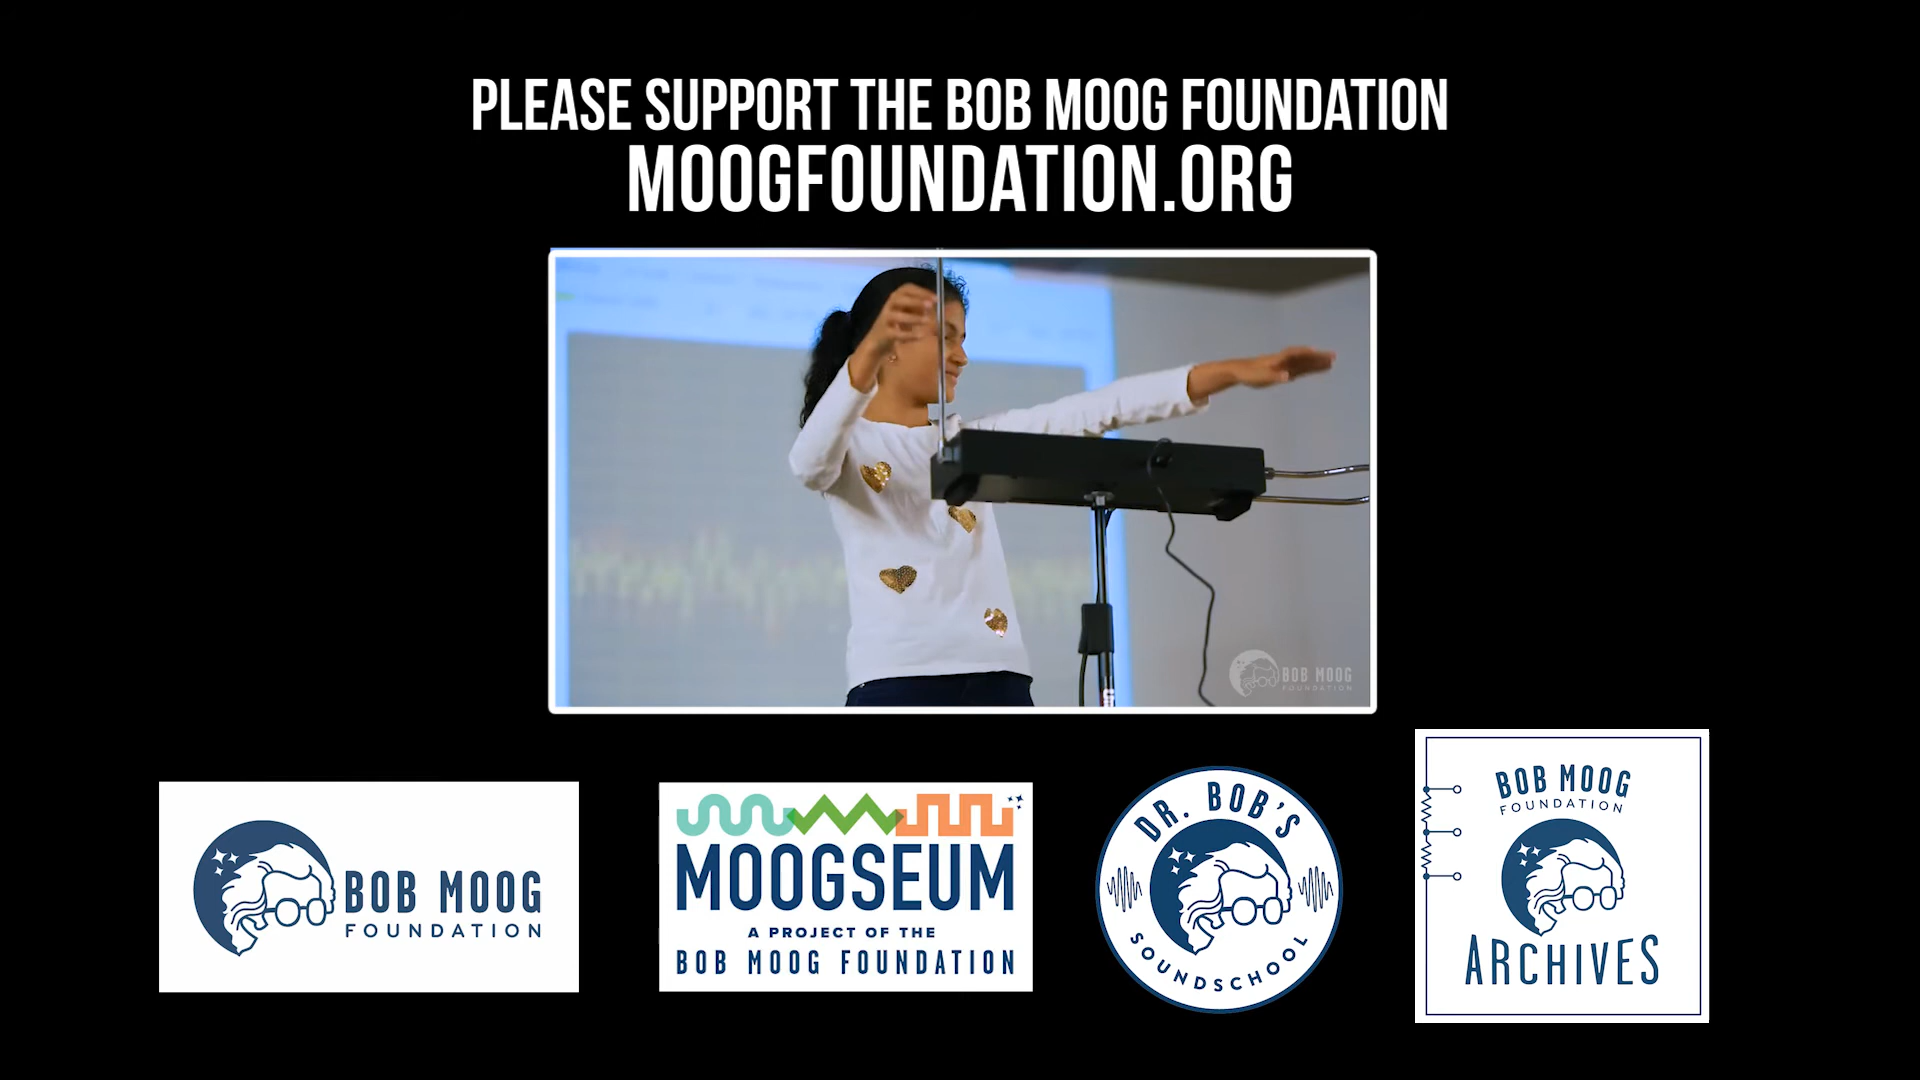 PLEASE SUPPORT THE BOB MOOG FOUNDATION
MOOGFOUNDATION.ORG
BOB MOOG
FOUNDATION
BOB MOOG
FOUNDATION
MOOGSEUM
A PROJECT OF THE
BOB MOOG FOUNDATION
DR. BOB'S
SOUNDSCHOOL
BOB MOOG
FOUNDATION
ARCHIVES